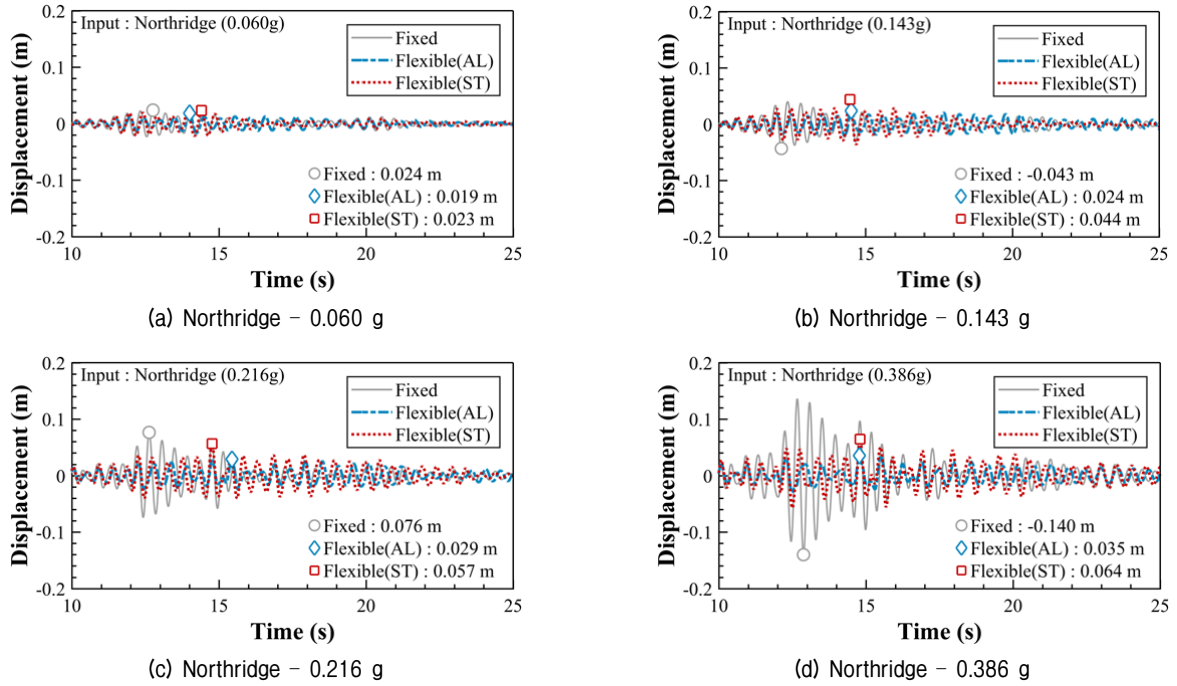 Input : Northridge (0.060g)
Fixed
Flexible(AL)
Flexible(ST)
Fixed : 0.024 m
Flexible(AL) : 0.019 m
Flexible(ST) : 0.023 m
0.2
0.1
0
-0.1
-0.2
Displacement (m)
10
15
20
25
Time (s)
(a) Northridge - 0.060 g
Input : Northridge (0.143g)
Fixed
Flexible(AL)
Flexible(ST)
Fixed : -0.043 m
Flexible(AL) : 0.024 m
Flexible(ST) : 0.044 m
0.2
0.1
0
-0.1
-0.2
Displacement (m)
10
15
20
25
Time (s)
(b) Northridge - 0.143 g
Input : Northridge (0.216g)
Fixed
Flexible(AL)
Flexible(ST)
Fixed : 0.076 m
Flexible(AL) : 0.029 m
Flexible(ST) : 0.057 m
0.2
0.1
0
-0.1
-0.2
Displacement (m)
10
15
20
25
Time (s)
(c) Northridge - 0.216 g
Input : Northridge (0.386g)
Fixed
Flexible(AL)
Flexible(ST)
Fixed : -0.140 m
Flexible(AL) : 0.035 m
Flexible(ST) : 0.064 m
0.2
0.1
0
-0.1
-0.2
Displacement (m)
10
15
20
25
Time (s)
(d) Northridge - 0.386 g